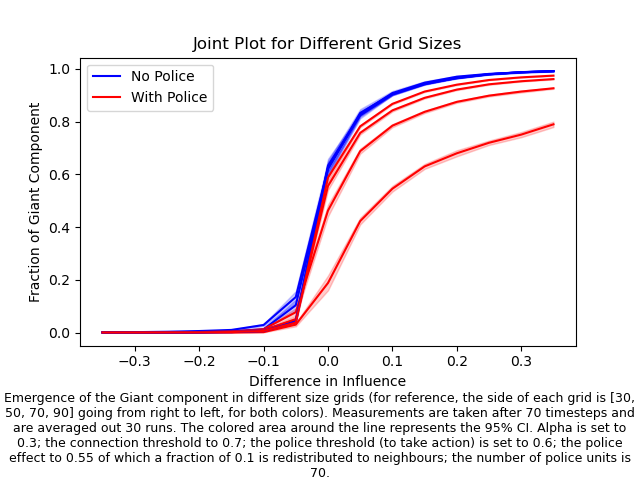 Joint Plot for Different Grid Sizes
No Police
With Police
Fraction of Giant Component
1.0
0.8
0.6
0.4
0.2
0.0
−0.3 −0.2 −0.1 0.0 0.1 0.2 0.3
Difference in Influence
Emergence of the Giant component in different size grids (for reference, the side of each grid is [30,
50, 70, 90] going from right to left, for both colors). Measurements are taken after 70 timesteps and
are averaged out 30 runs. The colored area around the line represents the 95% CI. Alpha is set to
0.3; the connection threshold to 0.7; the police threshold (to take action) is set to 0.6; the police
effect to 0.55 of which a fraction of 0.1 is redistributed to neighbours; the number of police units is
70.